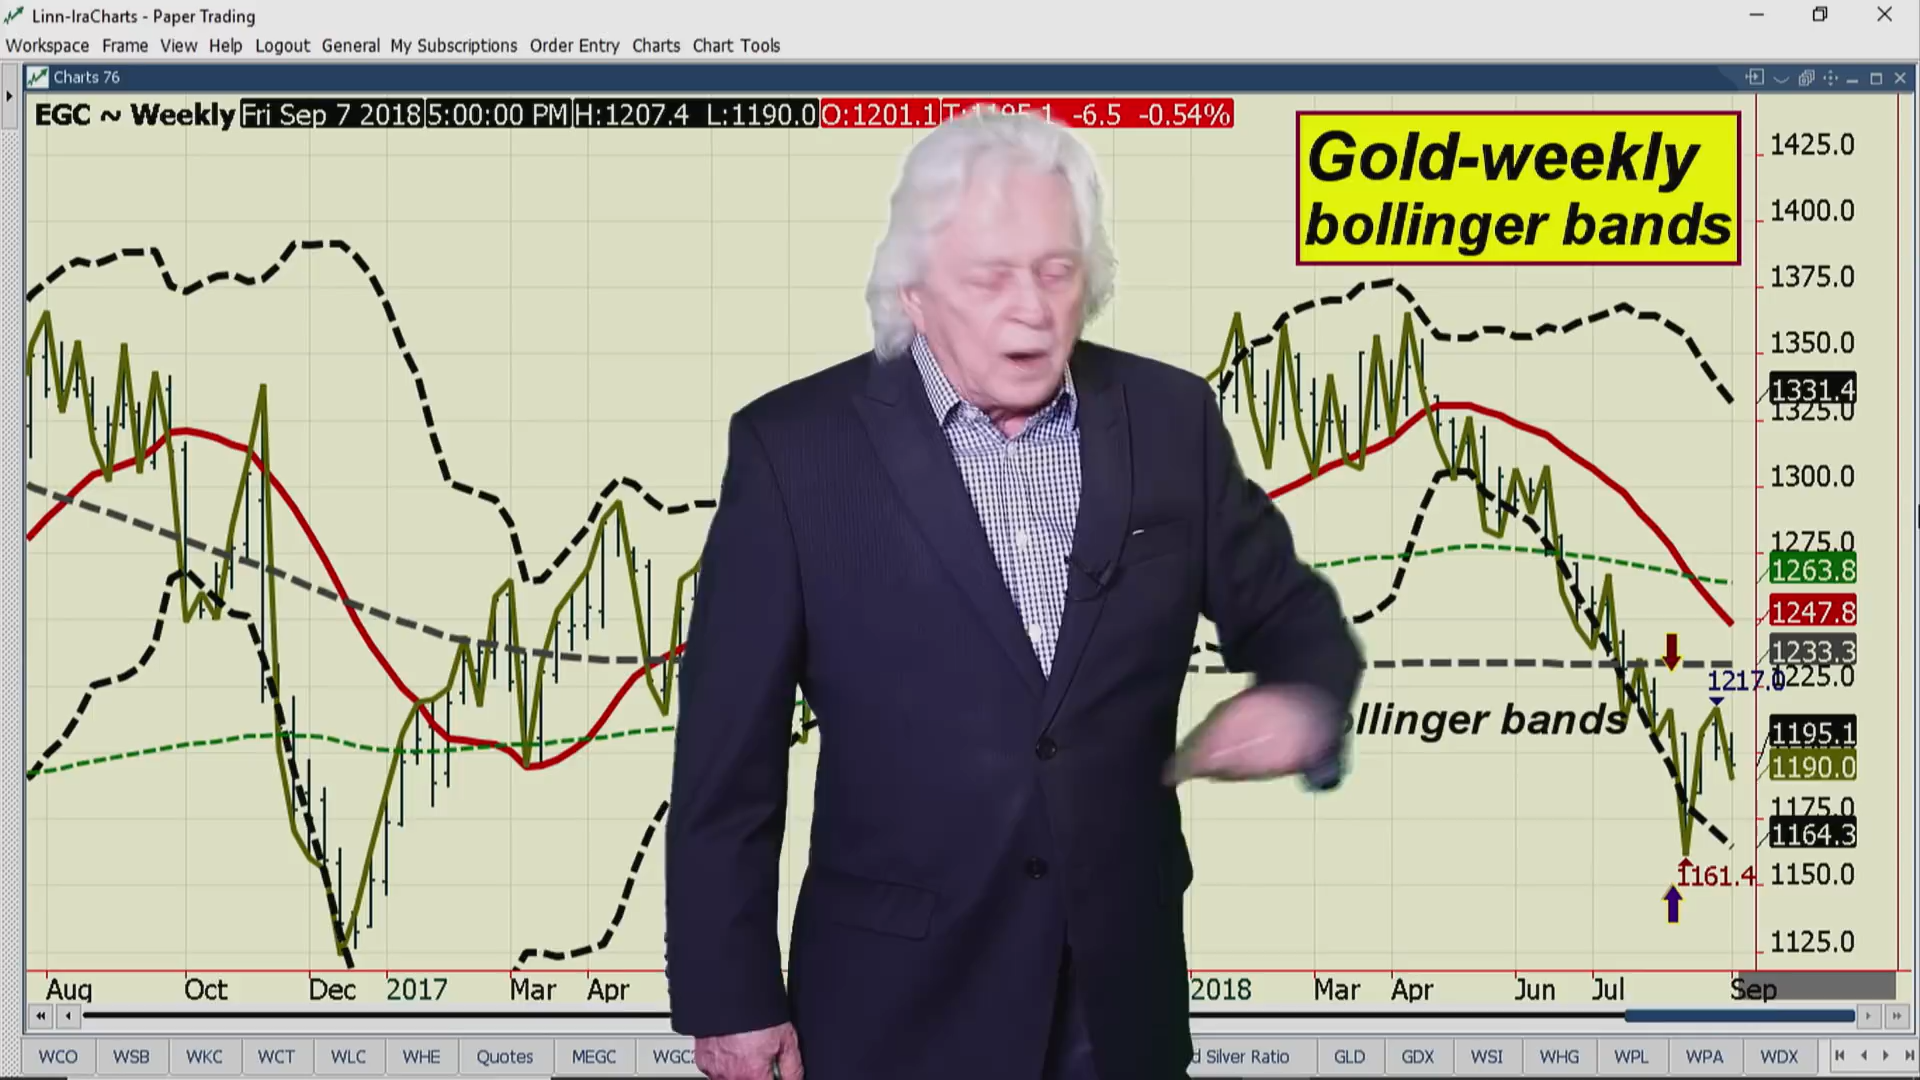 Linn-IraCharts - Paper Trading
Workspace Frame View Help Logout General My Subscriptions Order Entry Charts Chart Tools
Charts 76
EGC ~ Weekly Fri Sep 7 2018 5:00:00 PM H:1207.4 L:1190.0 O:1201.1 T:1195.1 -6.5 -0.54%
Gold-weekly
bollinger bands
1425.0
1400.0
1375.0
1350.0
1331.4
1325.0
1300.0
1275.0
1263.8
1247.8
1233.3
1225.0
1217.0
ollinger bands
1195.1
1190.0
1175.0
1164.3
1161.4
1150.0
1125.0
Aug Oct Dec 2017 Mar Apr 2018 Mar Apr Jun Jul Sep
WCO WSB WKC WCT WLC WHE Quotes MEGC WGC d Silver Ratio GLD GDX WSI WHG WPL WPA WDX